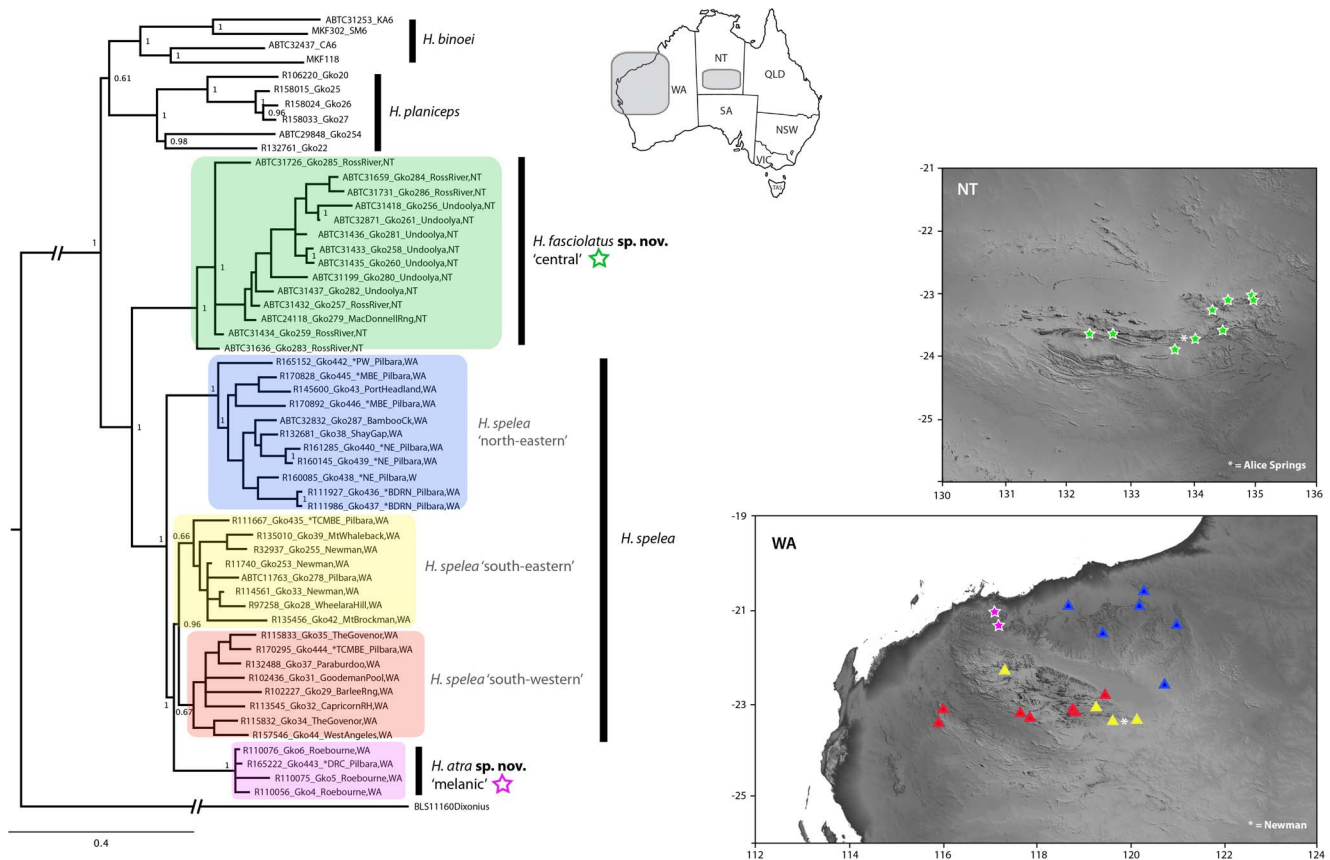 ABTC31253_KA6
MKF302_SM6
ABTC32437_CA6
MKF118
H. binoei
R106220_Gko20
R158015_Gko25
R158024_Gko26
R158033_Gko27
ABTC29848_Gko254
R132761_Gko22
H. planiceps
ABTC31726_Gko285_RossRiver,NT
ABTC31659_Gko284_RossRiver,NT
ABTC31731_Gko286_RossRiver,NT
ABTC31418_Gko256_Undoolya,NT
ABTC32871_Gko261_Undoolya,NT
ABTC31436_Gko281_Undoolya,NT
ABTC31433_Gko258_Undoolya,NT
ABTC31435_Gko260_Undoolya,NT
ABTC31199_Gko280_Undoolya,NT
ABTC31437_Gko282_Undoolya,NT
ABTC31432_Gko257_RossRiver,NT
ABTC24118_Gko279_MacDonnellRng,NT
ABTC31434_Gko259_RossRiver,NT
ABTC31636_Gko283_RossRiver,NT
H. fasciolatus sp. nov.
'central'
R165152_Gko442_*PW_Pilbara,WA
R170828_Gko445_*MBE_Pilbara,WA
R145600_Gko43_PortHeadland,WA
R170892_Gko446_*MBE_Pilbara,WA
ABTC32832_Gko287_BambooCk,WA
R132681_Gko38_ShayGap,WA
R161285_Gko440_*NE_Pilbara,WA
R160145_Gko439_*NE_Pilbara,WA
R160085_Gko438_*NE_Pilbara,W
R111927_Gko436_*BDRN_Pilbara,WA
R111986_Gko437_*BDRN_Pilbara,WA
H. spelea
'north-eastern'
R111667_Gko435_*TCMBE_Pilbara,WA
R135010_Gko39_MtWhaleback,WA
R32937_Gko255_Newman,WA
R11740_Gko253_Newman,WA
ABTC11763_Gko278_Pilbara,WA
R114561_Gko33_Newman,WA
R97258_Gko28_WheelaraHill,WA
R135456_Gko42_MtBrockman,WA
H. spelea 'south-eastern'
H. spelea
R115833_Gko35_TheGovenor,WA
R170295_Gko444_*TCMBE_Pilbara,WA
R132488_Gko37_Paraburdoo,WA
R102436_Gko31_GoodemanPool,WA
R102227_Gko29_BarleeRng,WA
R113545_Gko32_CapricornRH,WA
R115832_Gko34_TheGovenor,WA
R157546_Gko44_WestAngeles,WA
H. spelea 'south-western'
R110076_Gko6_Roebourne,WA
R165222_Gko443_*DRC_Pilbara,WA
R110075_Gko5_Roebourne,WA
R110056_Gko4_Roebourne,WA
H. atra sp. nov.
'melanic'
BLS11160Dixonius
1
1
1
0.61
1
1
1
0.96
0.98
1
1
1
1
1
1
1
1
1
1
1
1
0.66
0.96
1
0.67
1
0.4
WA
NT
QLD
SA
NSW
VIC
TAS
NT
-21
-22
-23
-24
-25
-26
* = Alice Springs
*
130 131 132 133 134 135 136
WA
-19
-21
-23
-25
*
* = Newman
112 114 116 118 120 122 124